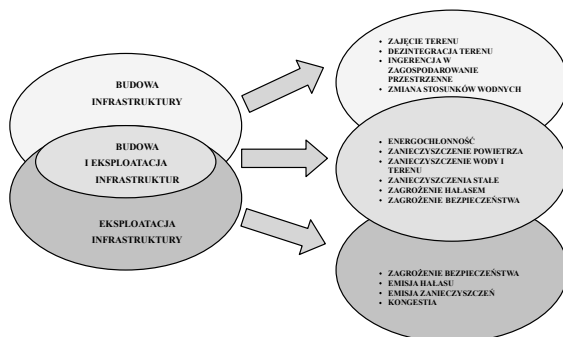 BUDOWA
INFRASTRUKTURY
BUDOWA
I EKSPLOATACJA
INFRASTRUKTUR
EKSPLOATACJA
INFRASTRUKTURY
• ZAJĘCIE TERENU
• DEZINTEGRACJA TERENU
• INGERENCJA W
ZAGOSPODAROWANIE
PRZESTRZENNE
• ZMIANA STOSUNKÓW WODNYCH
• ENERGOCHŁONNOŚĆ
• ZANIECZYSZCZENIE POWIETRZA
• ZANIECZYSZCZENIE WODY I
TERENU
• ZANIECZYSZCZENIA STAŁE
• ZAGROŻENIE HAŁASEM
• ZAGROŻENIE BEZPIECZEŃSTWA
• ZAGROŻENIE BEZPIECZEŃSTWA
• EMISJA HAŁASU
• EMISJA ZANIECZYSZCZEŃ
• KONGESTIA